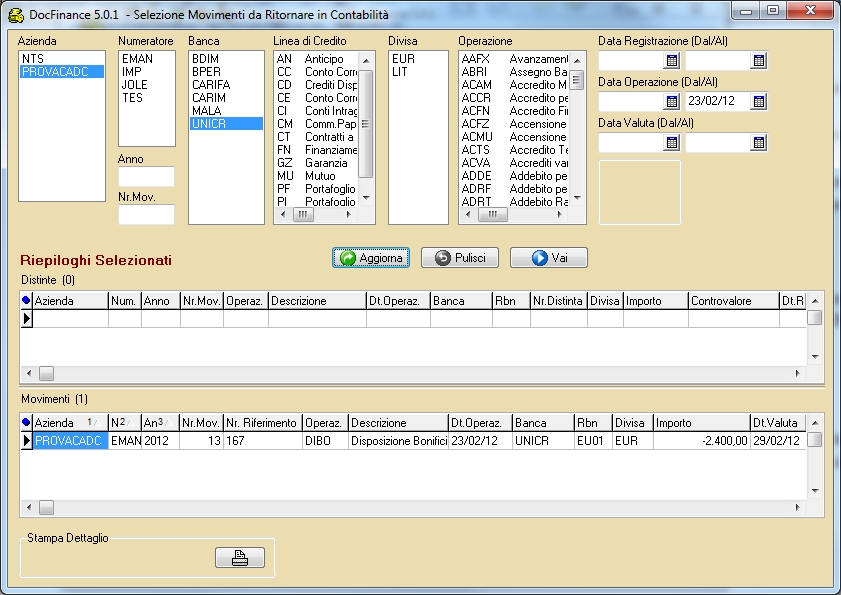 DocFinance 5.0.1 - Selezione Movimenti da Ritornare in Contabilità
Azienda
NTS
PROVACADC
Numeratore
EMAN
IMP
JOLE
TES
Anno
Nr.Mov.
Banca
BDIM
BPER
CARIFA
CARIM
MALA
UNICR
Linea di Credito
AN Anticipo
CC Conto Corr
CD Crediti Disp
CE Conto Corr
CI Conti Intrag
CM Comm.Pap
CT Contratti a
FN Finanziame
GZ Garanzia
MU Mutuo
PF Portafoglio
PI Portafoglio
Divisa
EUR
LIT
Operazione
AAFX Avanzament
ABRI Assegno Ba
ACAM Accredito M
ACCR Accredito pe
ACFN Accredito Fi
ACFZ Accensione
ACMU Accensione
ACTS Accredito Te
ACVA Accrediti vari
ADDE Addebito pe
ADRF Addebito pe
ADRT Addebito Ra
Data Registrazione (Dal/Al)
Data Operazione (Dal/Al)
23/02/12
Data Valuta (Dal/Al)
Riepiloghi Selezionati
Aggiorna Pulisci Vai
Distinte (0)
Azienda Num. Anno Nr.Mov. Operaz. Descrizione Dt.Operaz. Banca Rbn Nr.Distinta Divisa Importo Controvalore Dt.R
Movimenti (1)
Azienda 1 N 2 An 3 Nr.Mov. Nr. Riferimento Operaz. Descrizione Dt.Operaz. Banca Rbn Divisa Importo Dt.Valuta
PROVACADC EMAN 2012 13 167 DIBO Disposizione Bonifici 23/02/12 UNICR EU01 EUR -2.400,00 29/02/12
Stampa Dettaglio